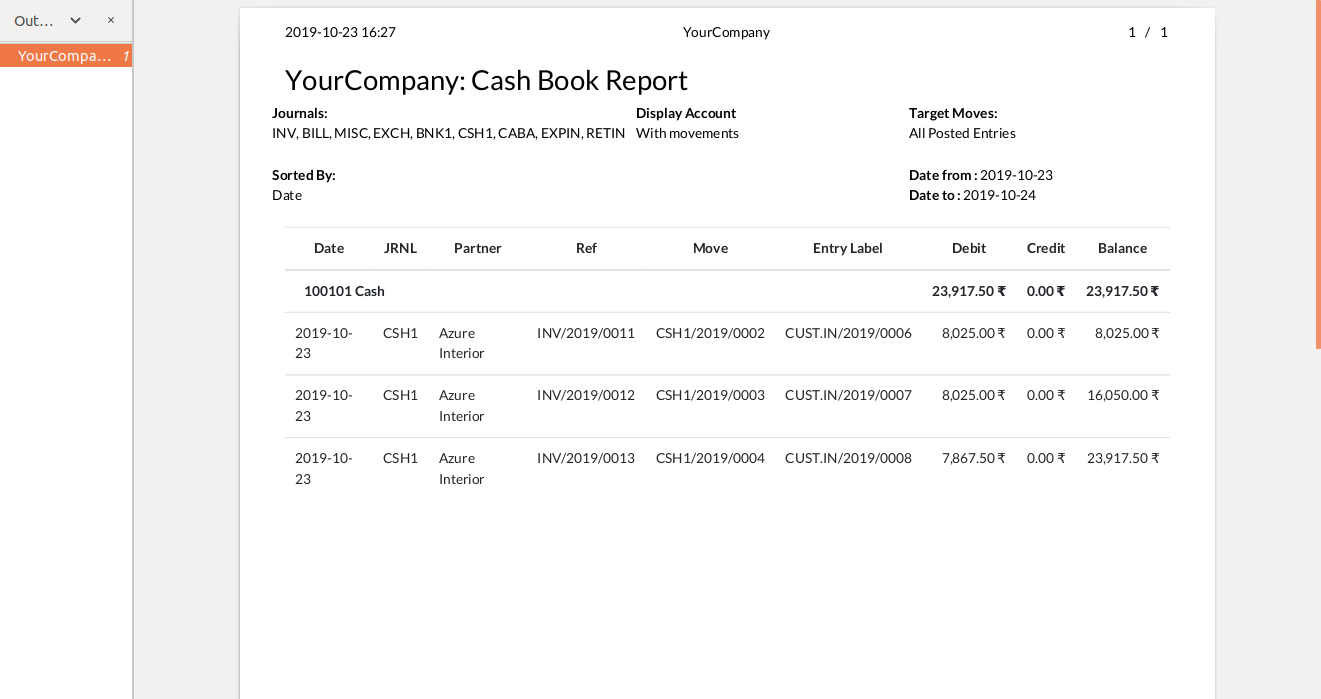 Out...
×
YourCompa... 1
2019-10-23 16:27 YourCompany 1 / 1
YourCompany: Cash Book Report
Journals: Display Account Target Moves:
INV, BILL, MISC, EXCH, BNK1, CSH1, CABA, EXPIN, RETIN With movements All Posted Entries
Sorted By: Date from : 2019-10-23
Date Date to : 2019-10-24
Date JRNL Partner Ref Move Entry Label Debit Credit Balance
100101 Cash 23,917.50 ₹ 0.00 ₹ 23,917.50 ₹
2019-10- CSH1 Azure INV/2019/0011 CSH1/2019/0002 CUST.IN/2019/0006 8,025.00 ₹ 0.00 ₹ 8,025.00 ₹
23 Interior
2019-10- CSH1 Azure INV/2019/0012 CSH1/2019/0003 CUST.IN/2019/0007 8,025.00 ₹ 0.00 ₹ 16,050.00 ₹
23 Interior
2019-10- CSH1 Azure INV/2019/0013 CSH1/2019/0004 CUST.IN/2019/0008 7,867.50 ₹ 0.00 ₹ 23,917.50 ₹
23 Interior